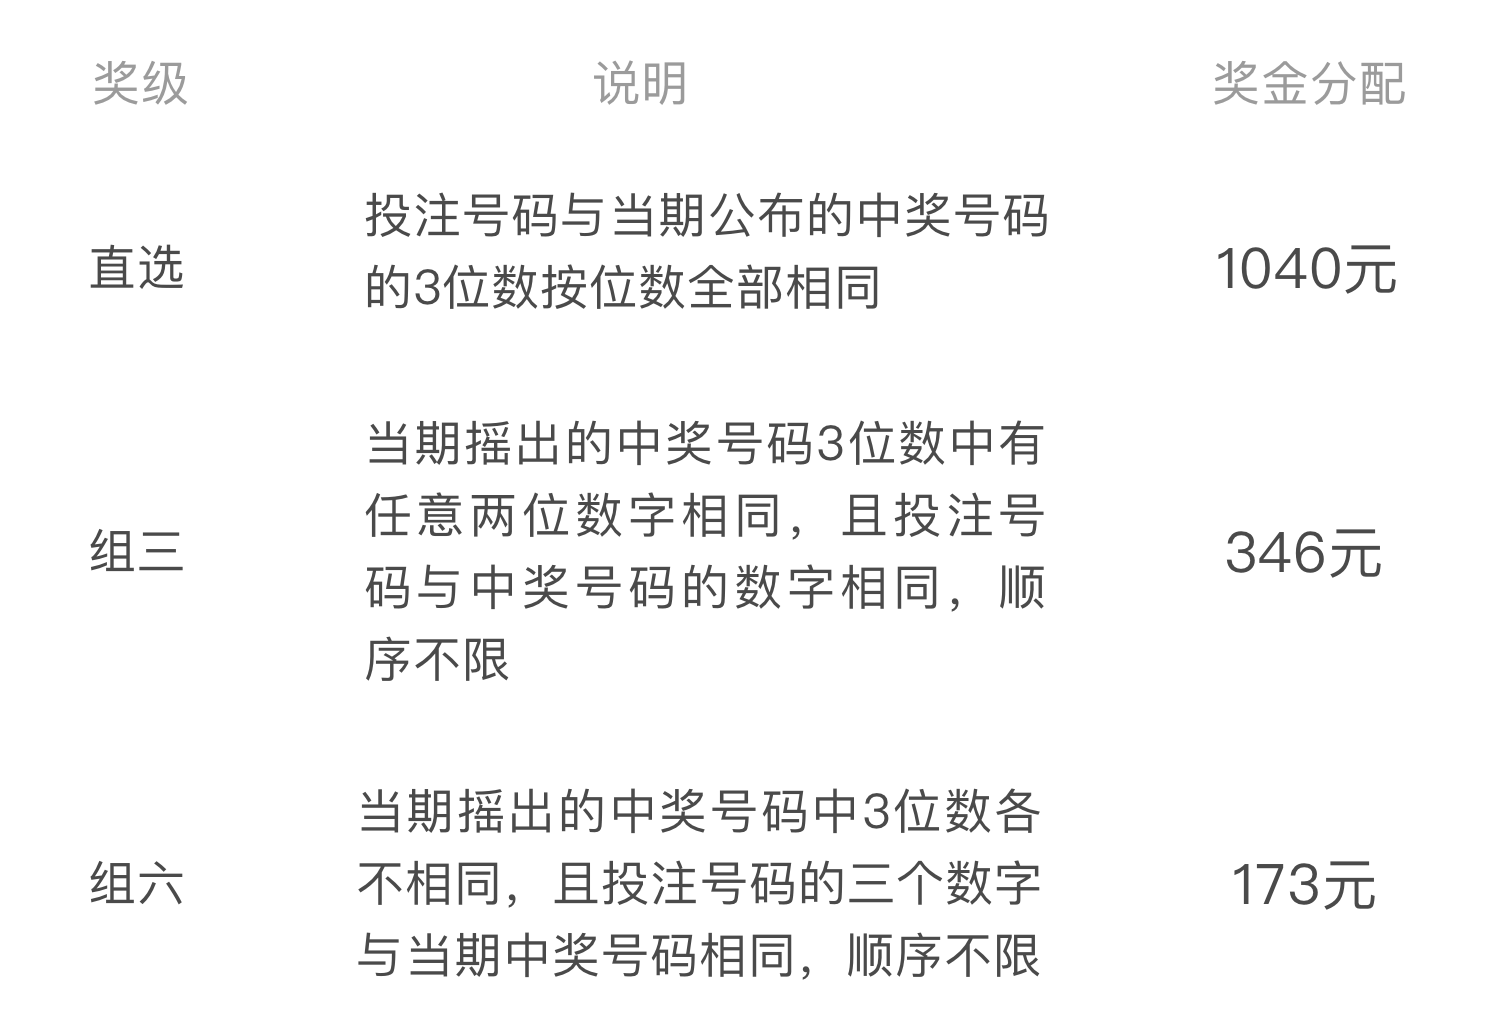 奖级 说明 奖金分配
直选
投注号码与当期公布的中奖号码
的3位数按位数全部相同
1040元
组三
当期摇出的中奖号码3位数中有
任意两位数字相同，且投注号
码与中奖号码的数字相同，顺
序不限
346元
组六
当期摇出的中奖号码中3位数各
不相同，且投注号码的三个数字
与当期中奖号码相同，顺序不限
173元